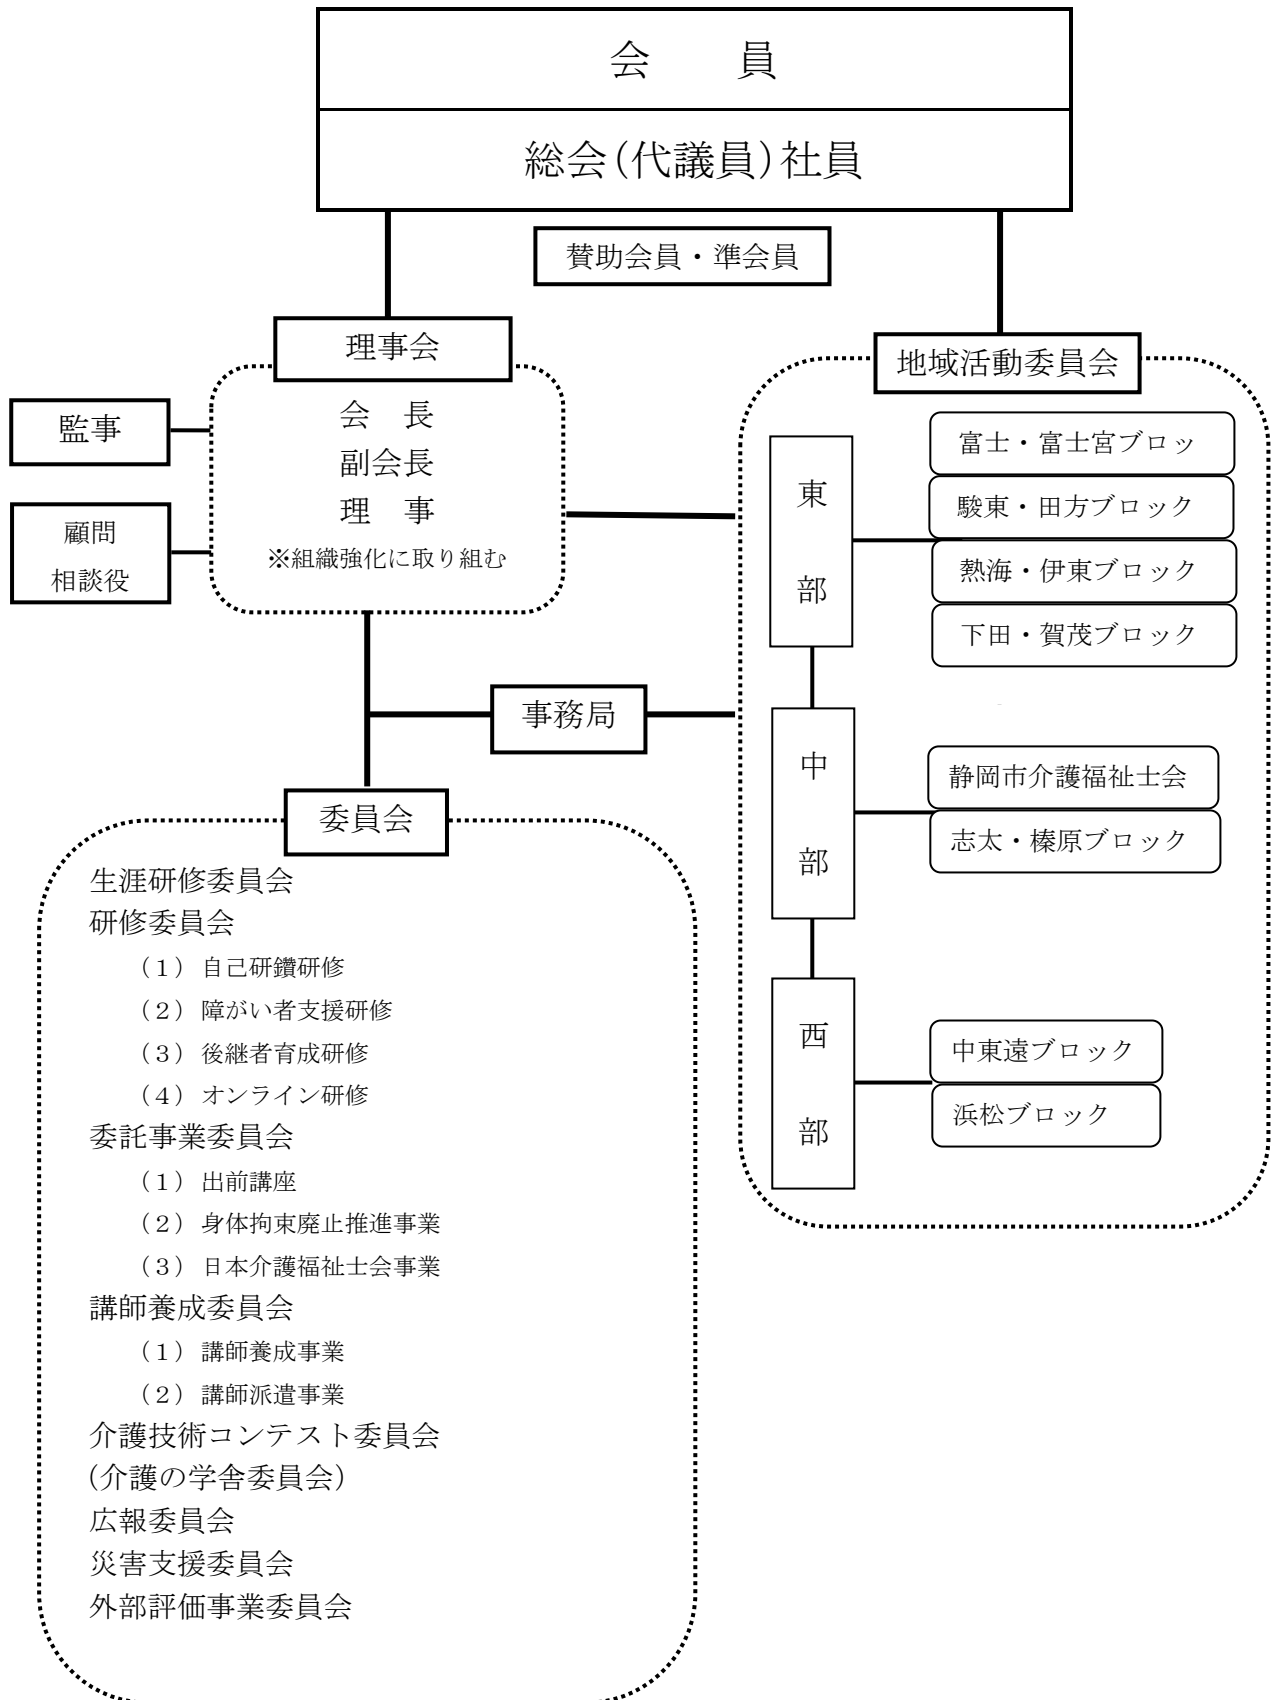 会　　員
総会(代議員)社員
賛助会員・準会員
理事会
会　長
副会長
理　事
※組織強化に取り組む
監事
顧問
相談役
事務局
委員会
生涯研修委員会
研修委員会
（１）自己研鑽研修
（２）障がい者支援研修
（３）後継者育成研修
（４）オンライン研修
委託事業委員会
（１）出前講座
（２）身体拘束廃止推進事業
（３）日本介護福祉士会事業
講師養成委員会
（１）講師養成事業
（２）講師派遣事業
介護技術コンテスト委員会
(介護の学舎委員会)
広報委員会
災害支援委員会
外部評価事業委員会
地域活動委員会
東部
富士・富士宮ブロッ
駿東・田方ブロック
熱海・伊東ブロック
下田・賀茂ブロック
中部
静岡市介護福祉士会
志太・榛原ブロック
西部
中東遠ブロック
浜松ブロック